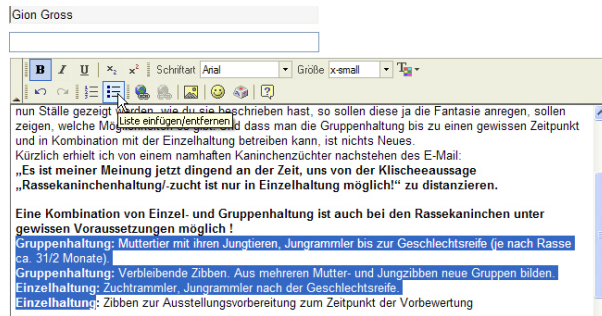 Gion Gross
B I U x₂ x² Schriftart Arial Größe x-small T
nun Ställe gezeigt werden, wie du sie beschrieben hast, so sollen diese ja die Fantasie anregen, sollen
Liste einfügen/entfernen
zeigen, welche dass man die Gruppenhaltung bis zu einen gewissen Zeitpunkt
und in Kombination mit der Einzelhaltung betreiben kann, ist nichts Neues.
Kürzlich erhielt ich von einem namhaften Kaninchenzüchter nachstehen des E-Mail:
„Es ist meiner Meinung jetzt dingend an der Zeit, uns von der Klischeeaussage
„Rassekaninchenhaltung/-zucht ist nur in Einzelhaltung möglich!“ zu distanzieren.
Eine Kombination von Einzel- und Gruppenhaltung ist auch bei den Rassekaninchen unter
gewissen Voraussetzungen möglich !
Gruppenhaltung: Muttertier mit ihren Jungtieren, Jungrammler bis zur Geschlechtsreife (je nach Rasse
ca. 31/2 Monate).
Gruppenhaltung: Verbleibende Zibben. Aus mehreren Mutter- und Jungzibben neue Gruppen bilden.
Einzelhaltung: Zuchtrammler, Jungrammler nach der Geschlechtsreife.
Einzelhaltung: Zibben zur Ausstellungsvorbereitung zum Zeitpunkt der Vorbewertung